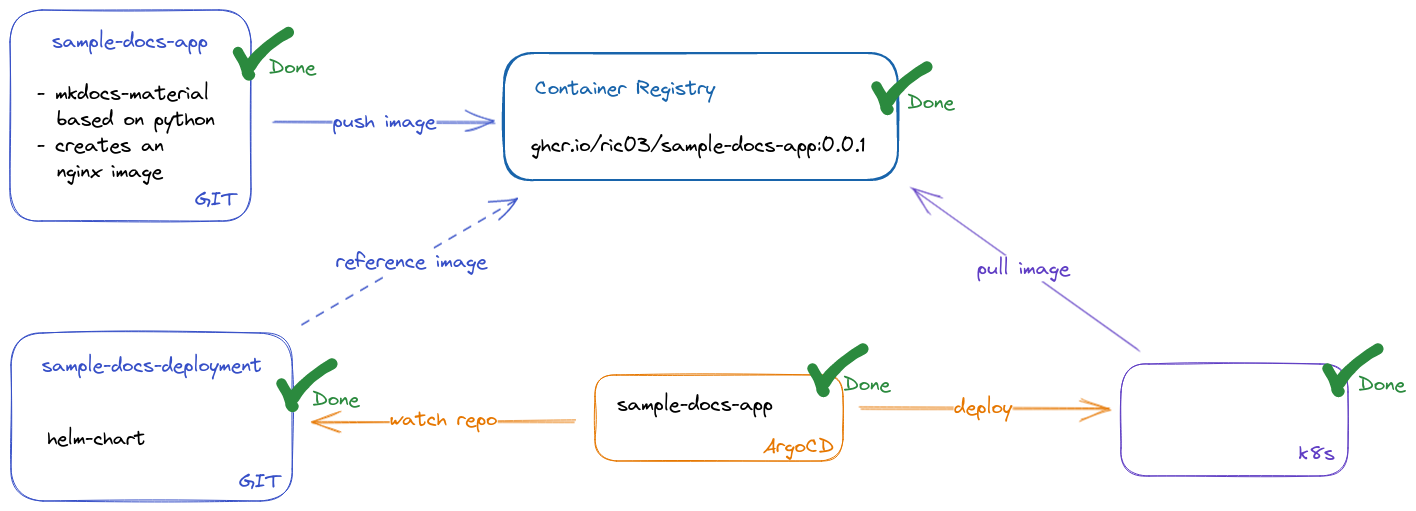 sample-docs-app
Done
- mkdocs-material
based on python
- creates an
nginx image
GIT
push image
Container Registry
Done
ghcr.io/ric03/sample-docs-app:0.0.1
reference image
pull image
sample-docs-deployment
Done
helm-chart
GIT
watch repo
sample-docs-app
Done
ArgoCD
deploy
Done
k8s